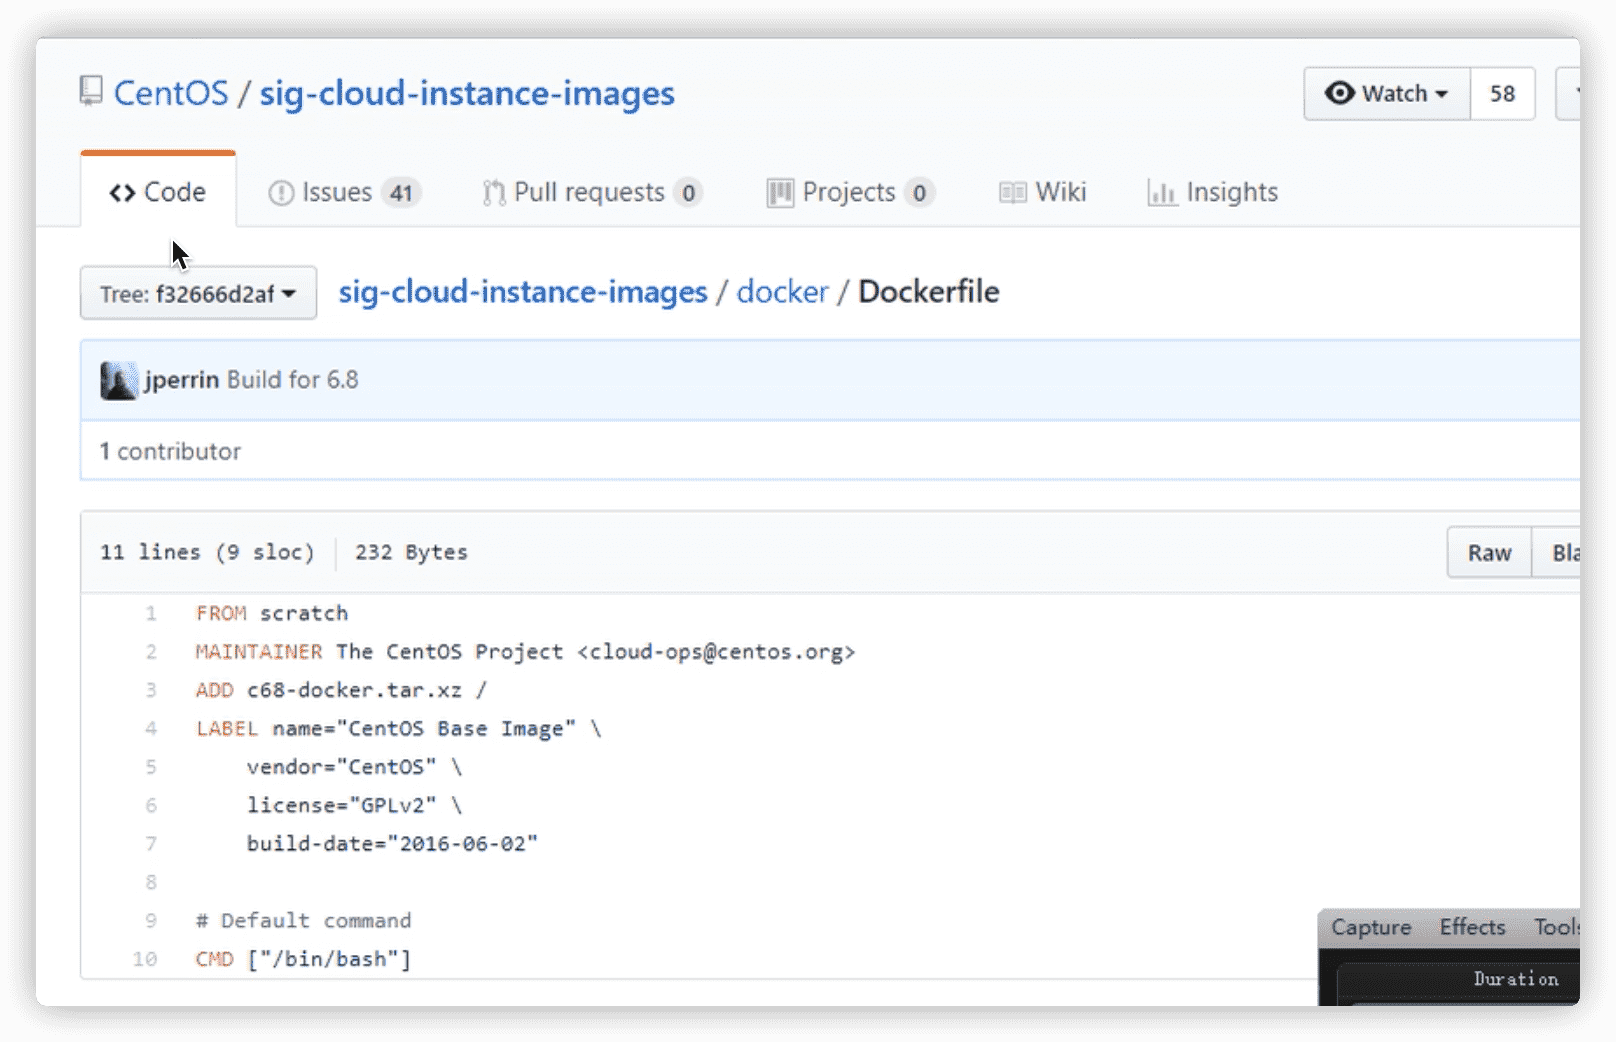 CentOS / sig-cloud-instance-images
Watch 58
Code Issues 41 Pull requests 0 Projects 0 Wiki Insights
Tree: f32666d2af sig-cloud-instance-images / docker / Dockerfile
jperrin Build for 6.8
1 contributor
11 lines (9 sloc) 232 Bytes
Raw
1 FROM scratch
2 MAINTAINER The CentOS Project <cloud-ops@centos.org>
3 ADD c68-docker.tar.xz /
4 LABEL name="CentOS Base Image" \
5 vendor="CentOS" \
6 license="GPLv2" \
7 build-date="2016-06-02"
8
9 # Default command
10 CMD ["/bin/bash"]
Capture Effects Tools
Duration